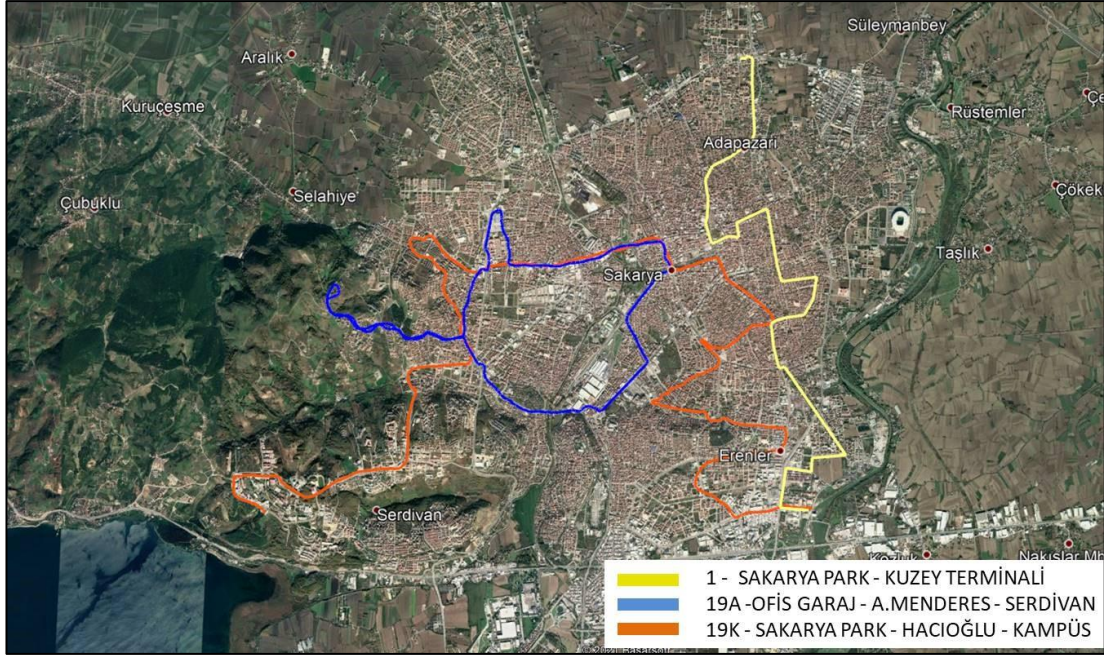 Süleymanbey
Aralık
Kuruçeşme
Rüstemler
Adapazarı
Selahiye
Çubuklu
Çökek
Taşlık
Sakarya
Erenler
Serdivan
Nakışlar Mh
1 - SAKARYA PARK - KUZEY TERMİNALİ
19A -OFİS GARAJ - A.MENDERES - SERDİVAN
19K - SAKARYA PARK - HACIOĞLU - KAMPÜS